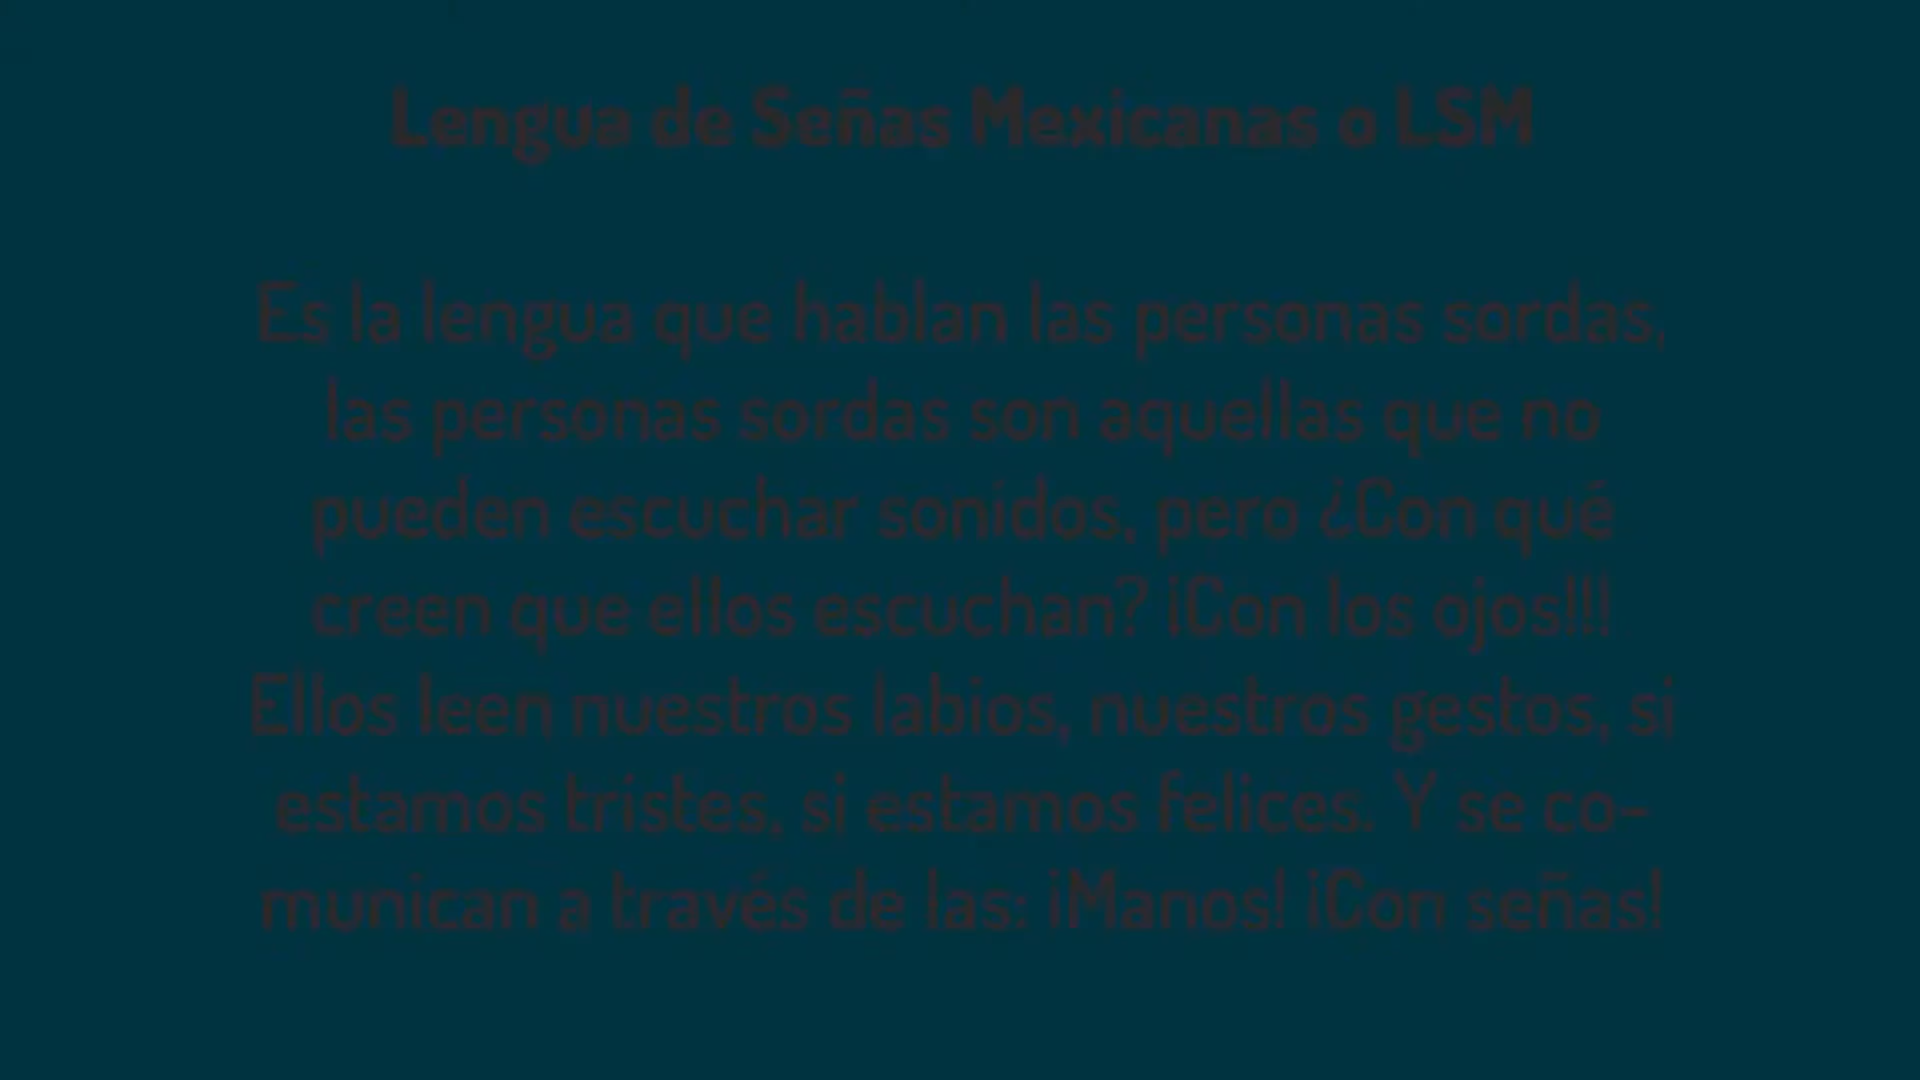 Lengua de Señas Mexicanas o LSM
Es la lengua que hablan las personas sordas,
las personas sordas son aquellas que no
pueden escuchar sonidos, pero ¿Con qué
creen que ellos escuchan? ¡Con los ojos!!!
Ellos leen nuestros labios, nuestros gestos, si
estamos tristes, si estamos felices. Y se co-
munican a través de las: ¡Manos! ¡Con señas!